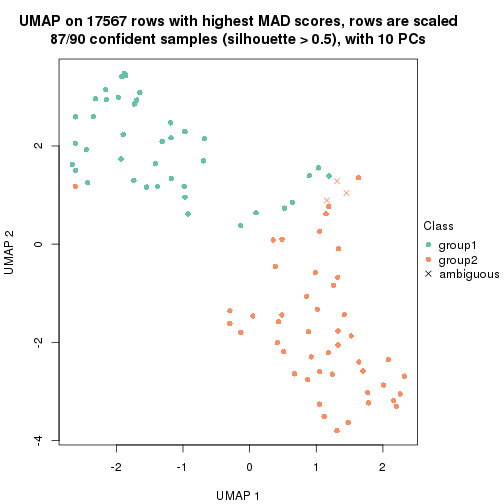 UMAP on 17567 rows with highest MAD scores, rows are scaled
87/90 confident samples (silhouette > 0.5), with 10 PCs
2
0
-2
-4
UMAP 2
-2
-1
0
1
2
UMAP 1
Class
group1
group2
ambiguous